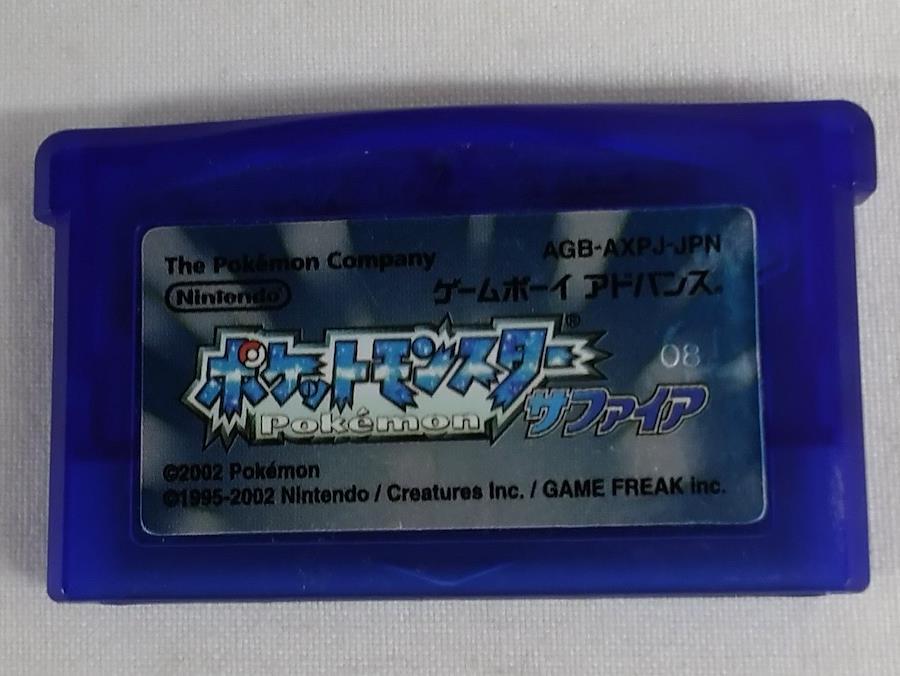 The Pokémon Company
AGB-AXPJ-JPN
Nintendo
ゲームボーイ アドバンス®
ポケットモンスター®
08
Pokémon
サファイア
©2002 Pokémon
©1995-2002 Nintendo / Creatures Inc. / GAME FREAK inc.